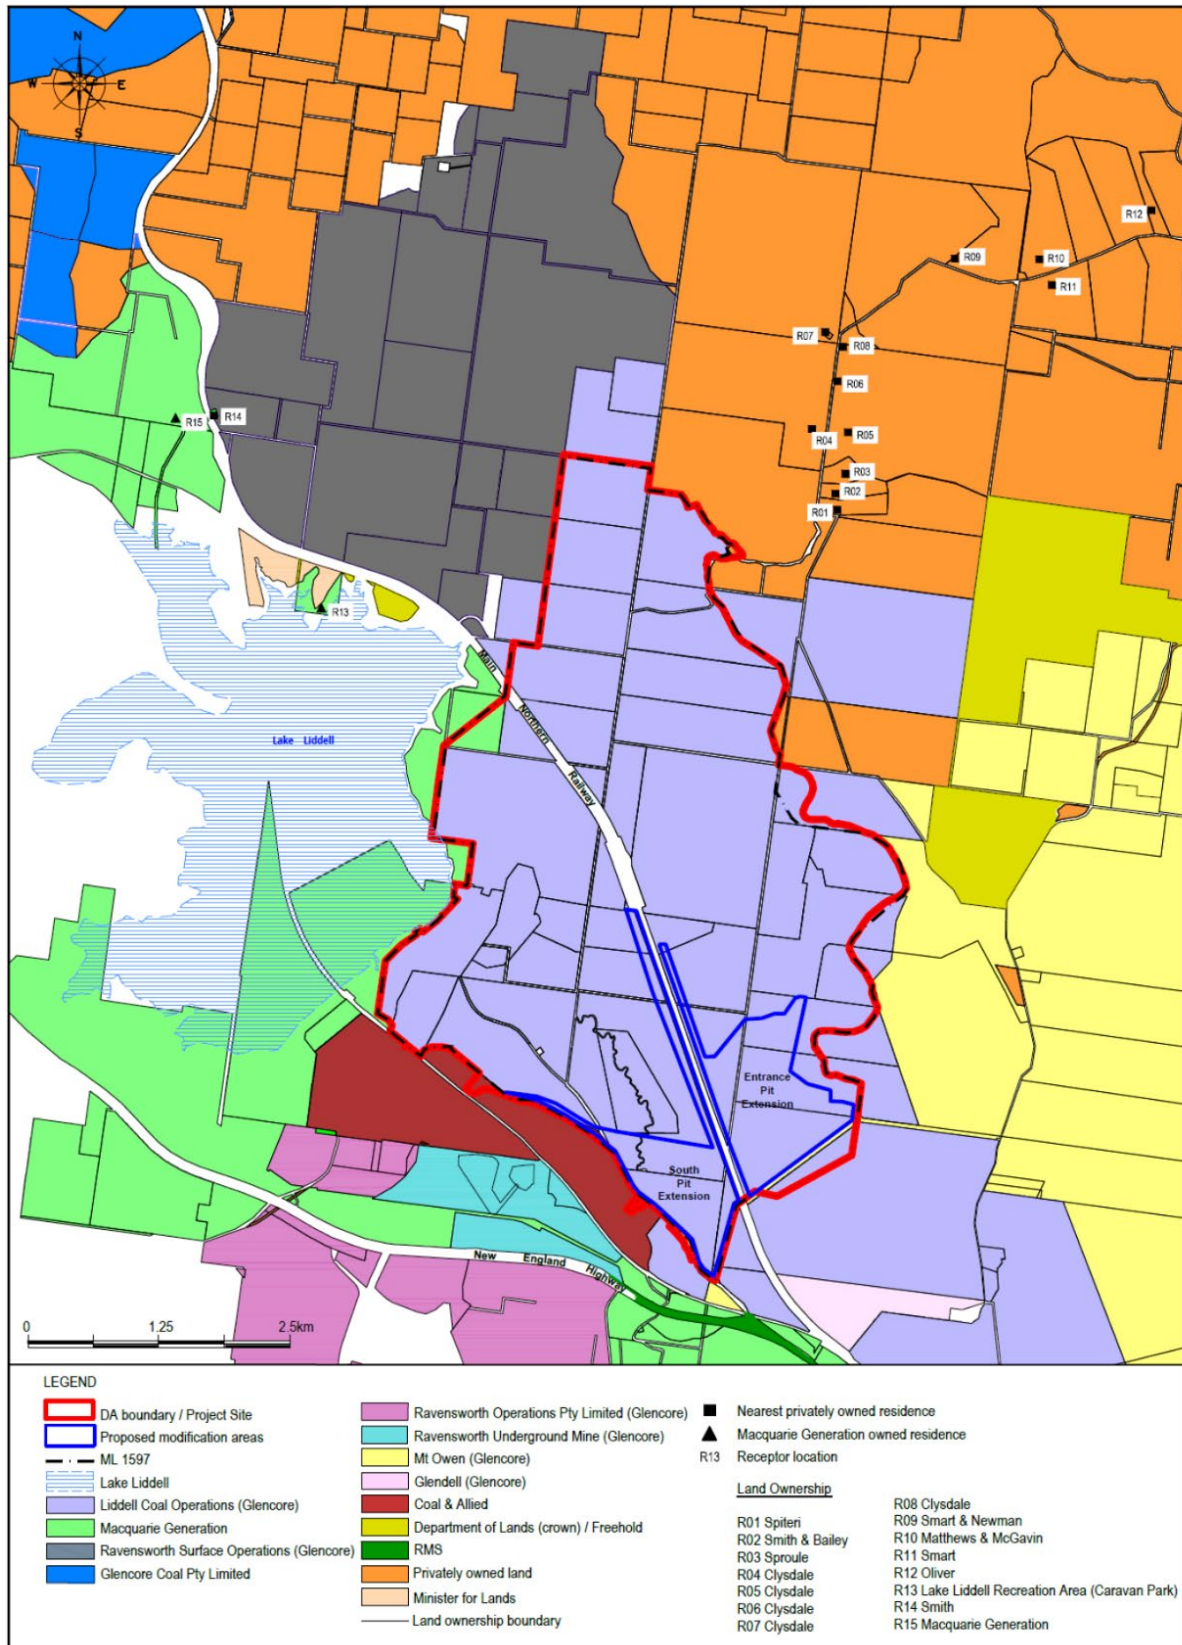 N
W
E
S
R12
R09
R10
R11
R07
R08
R06
R04
R05
R03
R02
R01
R15
R14
R13
Main
Northern
Railway
Lake Liddell
Entrance
Pit
Extension
South
Pit
Extension
New England Highway
0 1.25 2.5km
LEGEND
DA boundary / Project Site
Proposed modification areas
ML 1597
Lake Liddell
Liddell Coal Operations (Glencore)
Macquarie Generation
Ravensworth Surface Operations (Glencore)
Glencore Coal Pty Limited
Ravensworth Operations Pty Limited (Glencore)
Ravensworth Underground Mine (Glencore)
Mt Owen (Glencore)
Glendell (Glencore)
Coal & Allied
Department of Lands (crown) / Freehold
RMS
Privately owned land
Minister for Lands
Land ownership boundary
Nearest privately owned residence
Macquarie Generation owned residence
R13 Receptor location
Land Ownership
R01 Spiteri
R02 Smith & Bailey
R03 Sproule
R04 Clysdale
R05 Clysdale
R06 Clysdale
R07 Clysdale
R08 Clysdale
R09 Smart & Newman
R10 Matthews & McGavin
R11 Smart
R12 Oliver
R13 Lake Liddell Recreation Area (Caravan Park)
R14 Smith
R15 Macquarie Generation